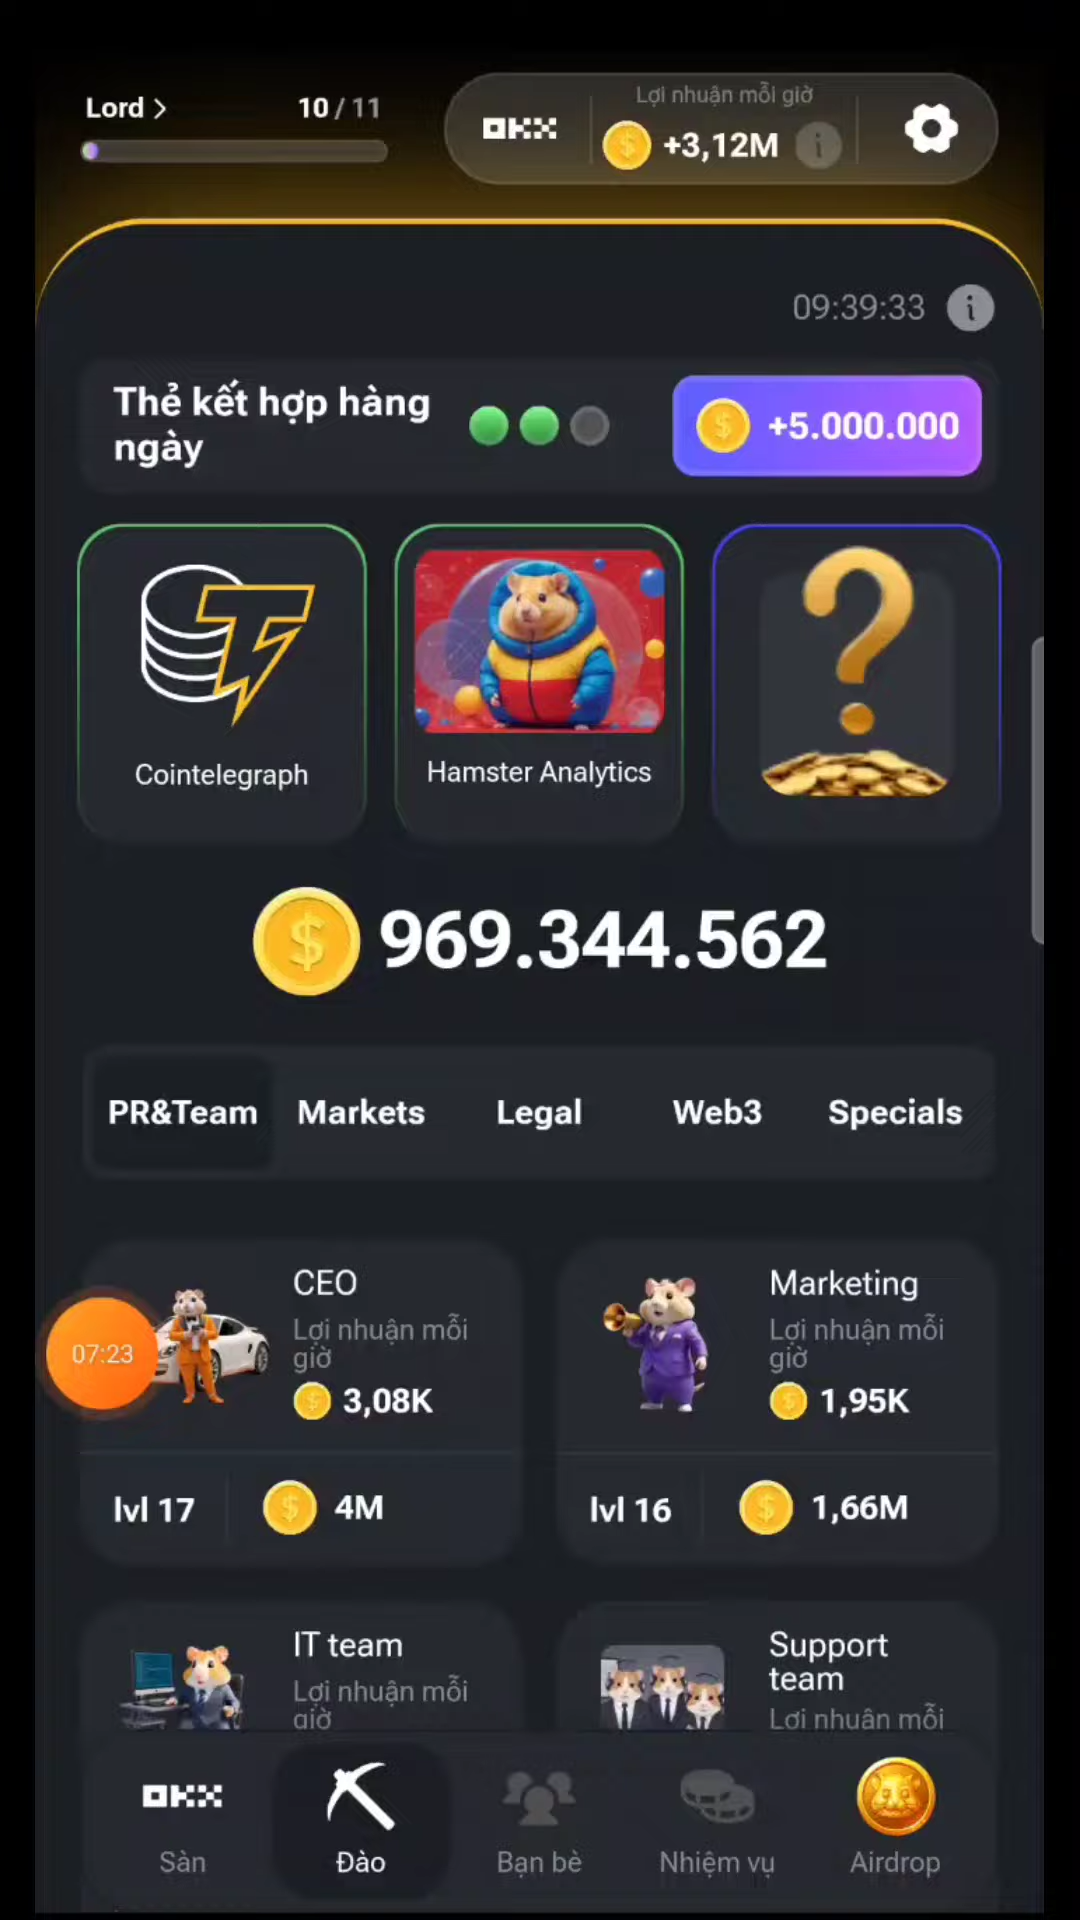 Lord >
10 / 11
OKX
Lợi nhuận mỗi giờ
+3,12M
09:39:33
Thẻ kết hợp hàng
ngày
+5.000.000
Cointelegraph
Hamster Analytics
969.344.562
PR&Team
Markets
Legal
Web3
Specials
CEO
Lợi nhuận mỗi
giờ
3,08K
lvl 17
4M
Marketing
Lợi nhuận mỗi
giờ
1,95K
lvl 16
1,66M
07:23
IT team
Lợi nhuận mỗi
giờ
Support
team
Lợi nhuận mỗi
OKX
Sàn
Đào
Bạn bè
Nhiệm vụ
Airdrop